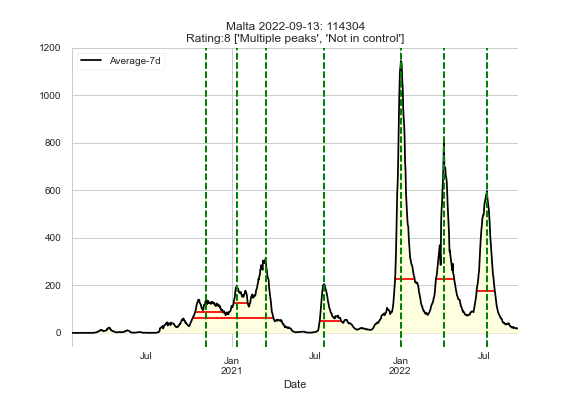 Malta 2022-09-13: 114304
Rating:8 ['Multiple peaks', 'Not in control']
Average-7d
1200
1000
800
600
400
200
0
Jul
Jan
2021
Jul
Jan
2022
Jul
Date